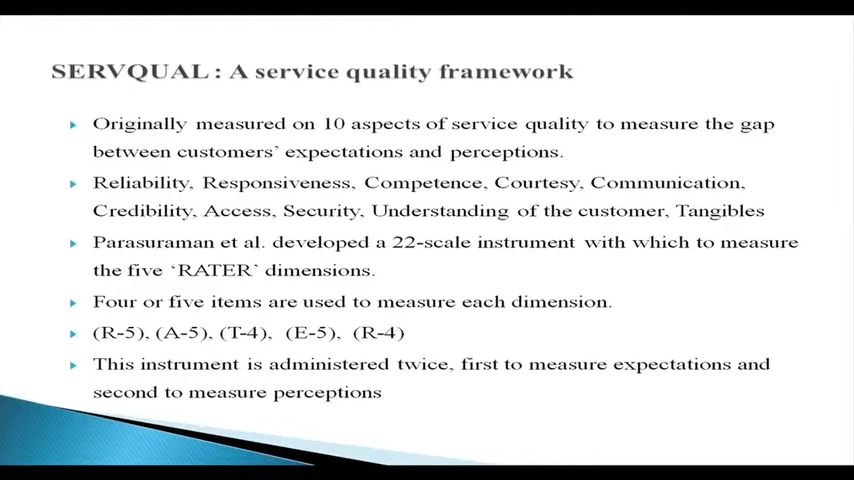 SERVQUAL : A service quality framework
Originally measured on 10 aspects of service quality to measure the gap
between customers' expectations and perceptions.
Reliability, Responsiveness, Competence, Courtesy, Communication,
Credibility, Access, Security, Understanding of the customer, Tangibles
Parasuraman et al. developed a 22-scale instrument with which to measure
the five 'RATER' dimensions.
Four or five items are used to measure each dimension.
(R-5), (A-5), (T-4), (E-5), (R-4)
This instrument is administered twice, first to measure expectations and
second to measure perceptions